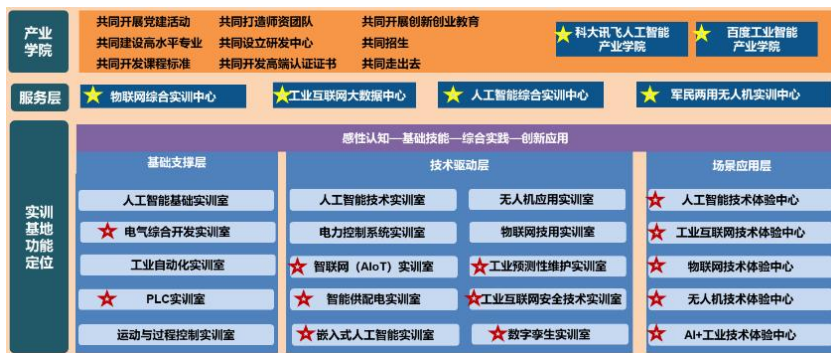 产业
学院
共同开展党建活动 共同打造师资团队 共同开展创新创业教育
共同建设高水平专业 共同设立研发中心 共同招生
共同开发课程标准 共同开发高端认证证书 共同走出去
科大讯飞人工智能
产业学院
百度工业智能
产业学院
服务层
物联网综合实训中心
工业互联网大数据中心
人工智能综合实训中心
军民两用无人机实训中心
实训
基地
功能
定位
感性认知—基础技能—综合实践—创新应用
基础支撑层
人工智能基础实训室
电气综合开发实训室
工业自动化实训室
PLC实训室
运动与过程控制实训室
技术驱动层
人工智能技术实训室 无人机应用实训室
电力控制系统实训室 物联网技用实训室
智联网（AIoT）实训室 工业预测性维护实训室
智能供配电实训室 工业互联网安全技术实训室
嵌入式人工智能实训室 数字孪生实训室
场景应用层
人工智能技术体验中心
工业互联网技术体验中心
物联网技术体验中心
无人机技术体验中心
AI+工业技术体验中心